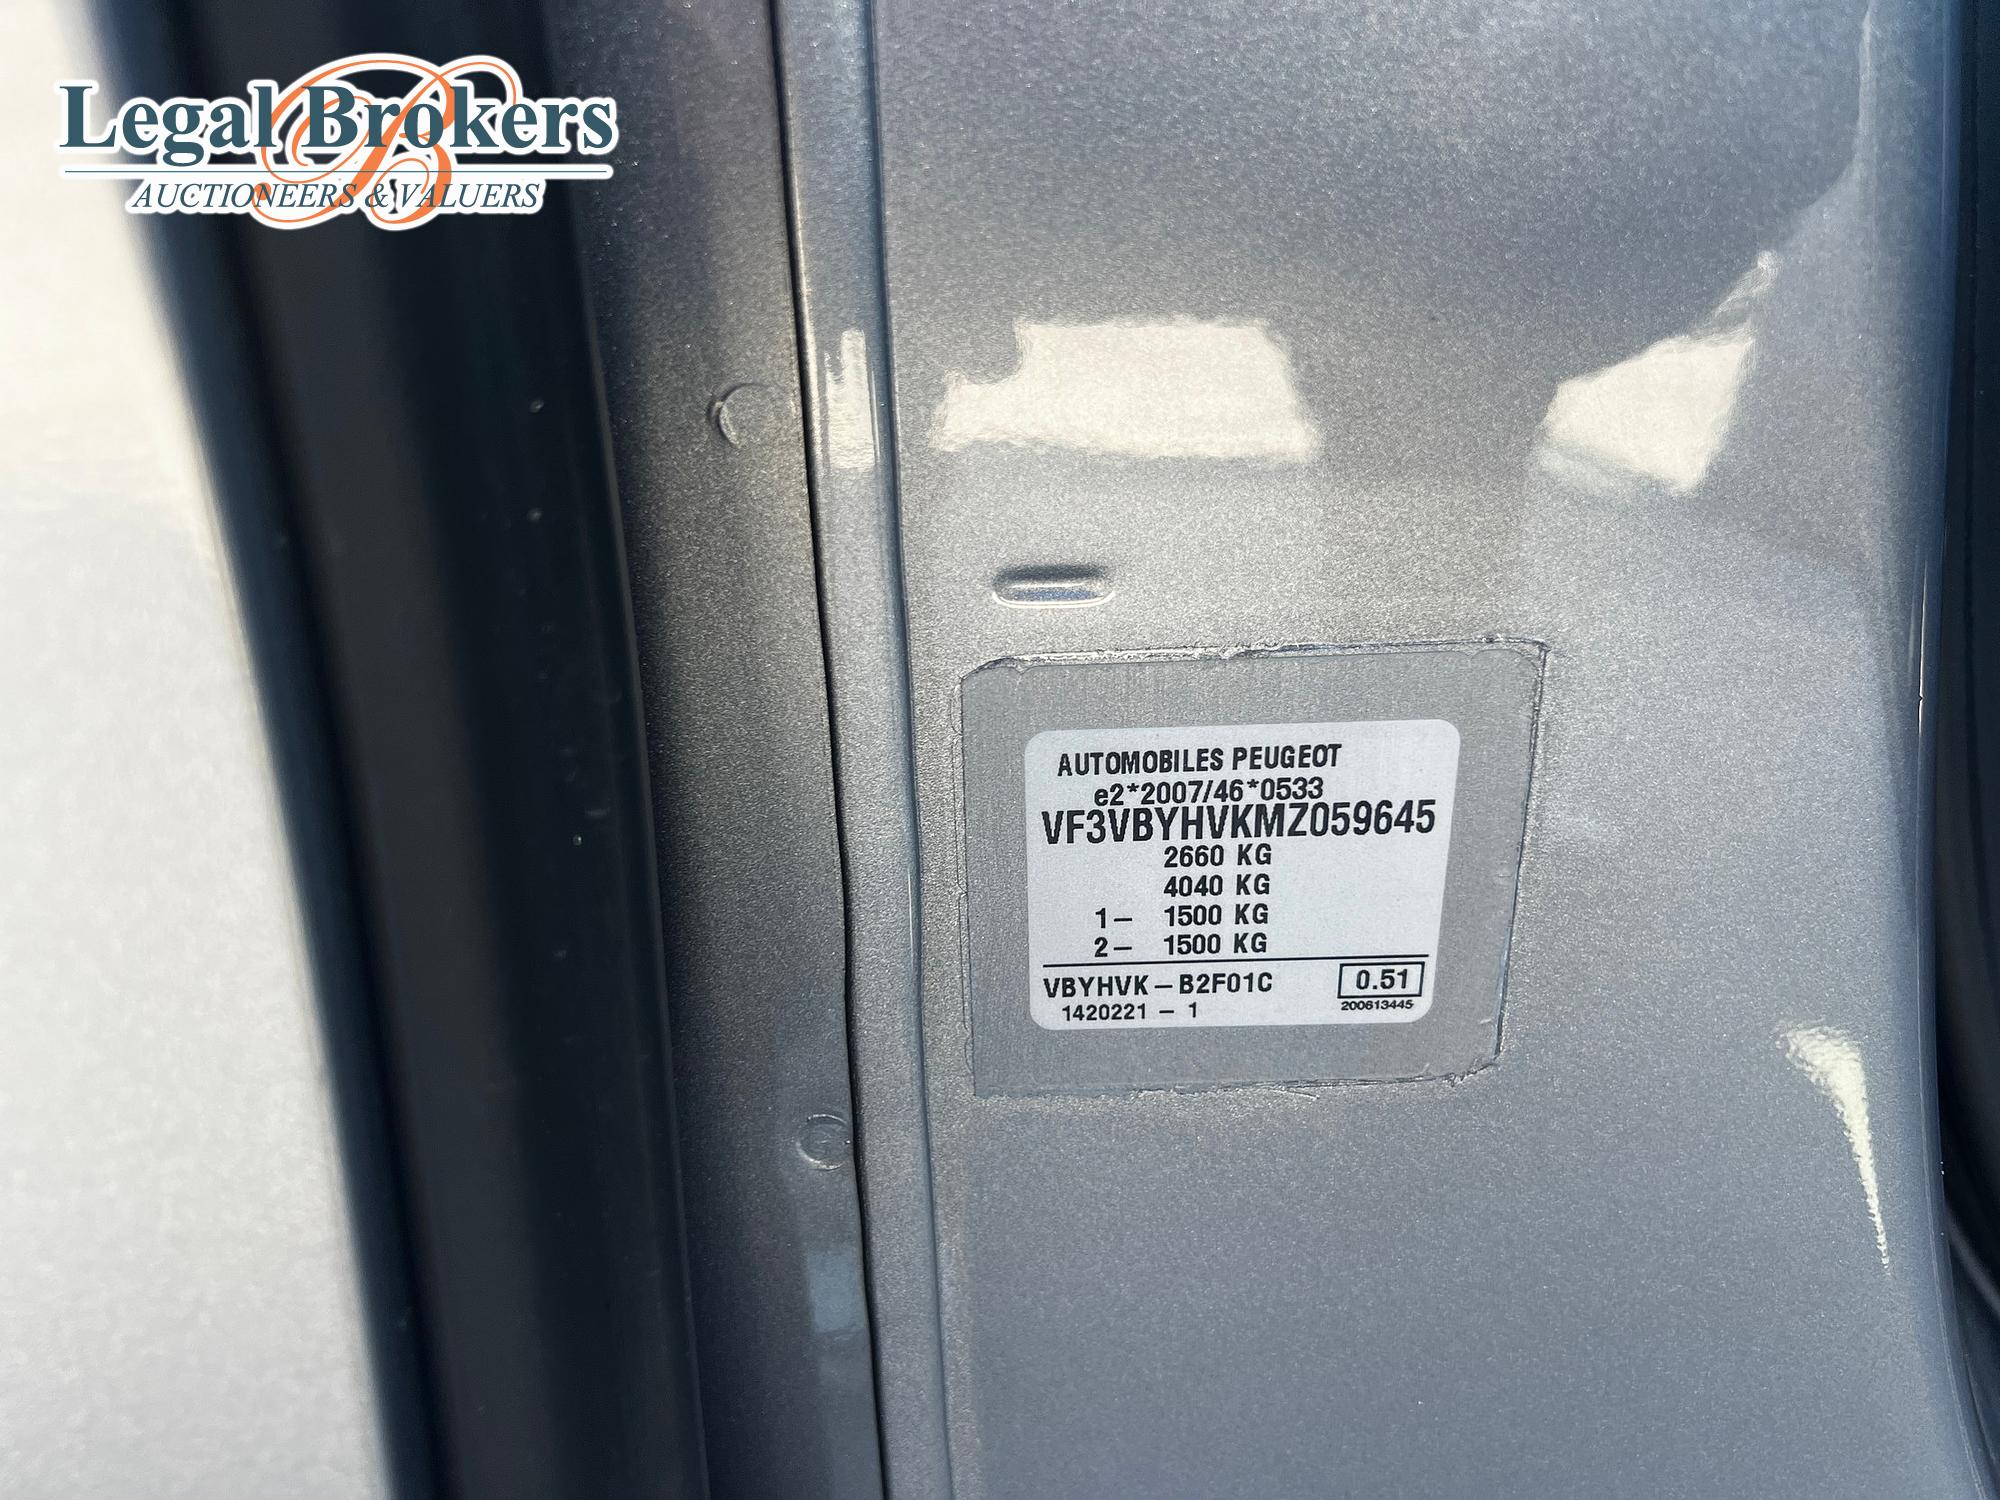 Legal Brokers
AUCTIONEERS & VALUERS
AUTOMOBILES PEUGEOT
e2*2007/46*0533
VF3VBYHVKMZ059645
2660 KG
4040 KG
1– 1500 KG
2– 1500 KG
VBYHVK – B2F01C 0.51
1420221 – 1 200613445